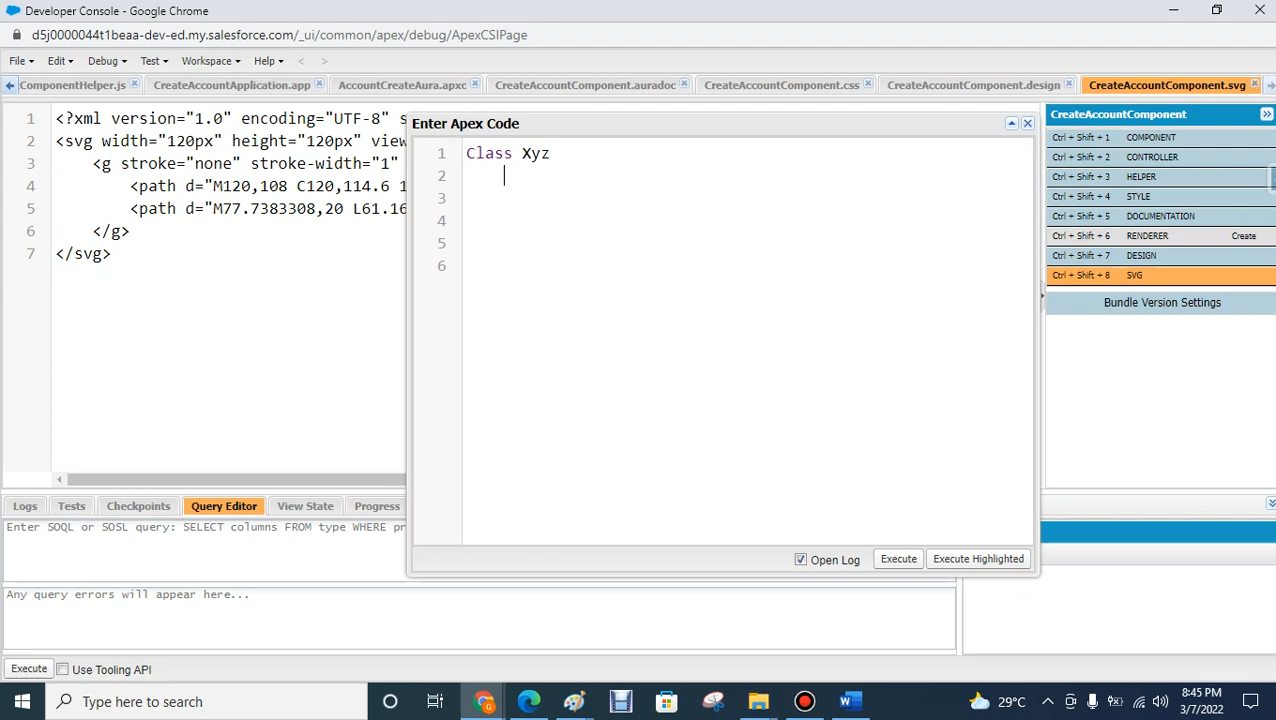 Developer Console - Google Chrome
d5j0000044t1beaa-dev-ed.my.salesforce.com/_ui/common/apex/debug/ApexCSIPage
File Edit Debug Test Workspace Help < >
ComponentHelper.js CreateAccountApplication.app AccountCreateAura.apxc CreateAccountComponent.auradoc CreateAccountComponent.css CreateAccountComponent.design CreateAccountComponent.svg
1 <?xml version="1.0" encoding="UTF-8" s
2 <svg width="120px" height="120px" view
3 <g stroke="none" stroke-width="1"
4 <path d="M120,108 C120,114.6 1
5 <path d="M77.7383308,20 L61.16
6 </g>
7 </svg>
Enter Apex Code
1 Class Xyz
2
3
4
5
6
Open Log Execute Execute Highlighted
CreateAccountComponent
Ctrl + Shift + 1 COMPONENT
Ctrl + Shift + 2 CONTROLLER
Ctrl + Shift + 3 HELPER
Ctrl + Shift + 4 STYLE
Ctrl + Shift + 5 DOCUMENTATION
Ctrl + Shift + 6 RENDERER Create
Ctrl + Shift + 7 DESIGN
Ctrl + Shift + 8 SVG
Bundle Version Settings
Logs Tests Checkpoints Query Editor View State Progress
Enter SOQL or SOSL query: SELECT columns FROM type WHERE pr
Any query errors will appear here...
Execute Use Tooling API
Type here to search
29°C
8:45 PM
3/7/2022